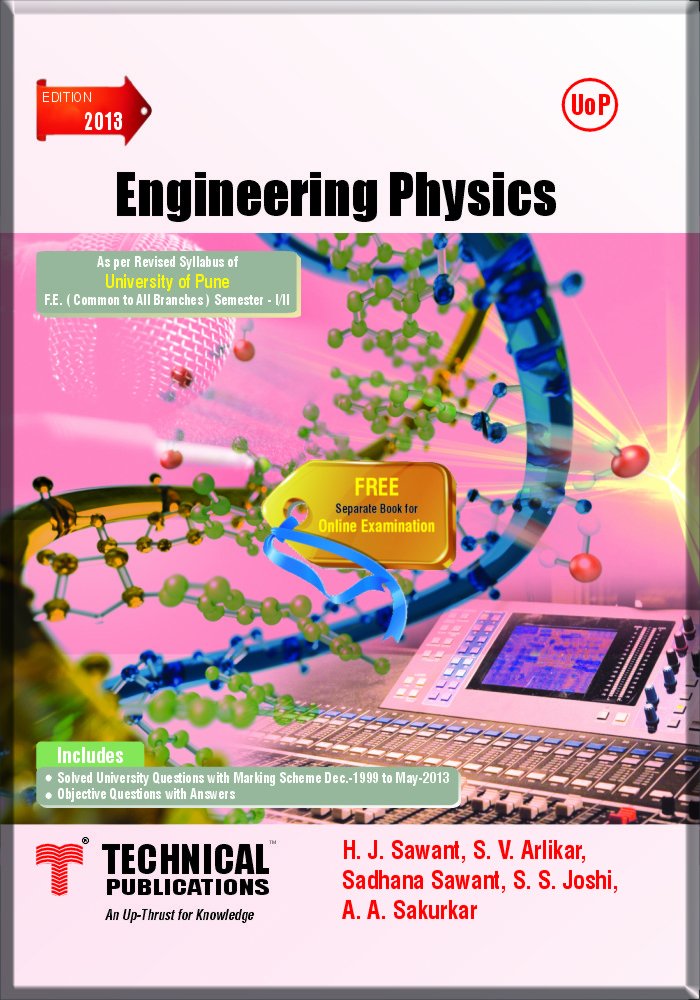 EDITION
2013
UoP
Engineering Physics
As per Revised Syllabus of
University of Pune
F.E. ( Common to All Branches ) Semester - I/II
FREE
Separate Book for
Online Examination
Includes
● Solved University Questions with Marking Scheme Dec.-1999 to May-2013
● Objective Questions with Answers
®
TECHNICAL™
PUBLICATIONS
An Up-Thrust for Knowledge
H. J. Sawant, S. V. Arlikar,
Sadhana Sawant, S. S. Joshi,
A. A. Sakurkar